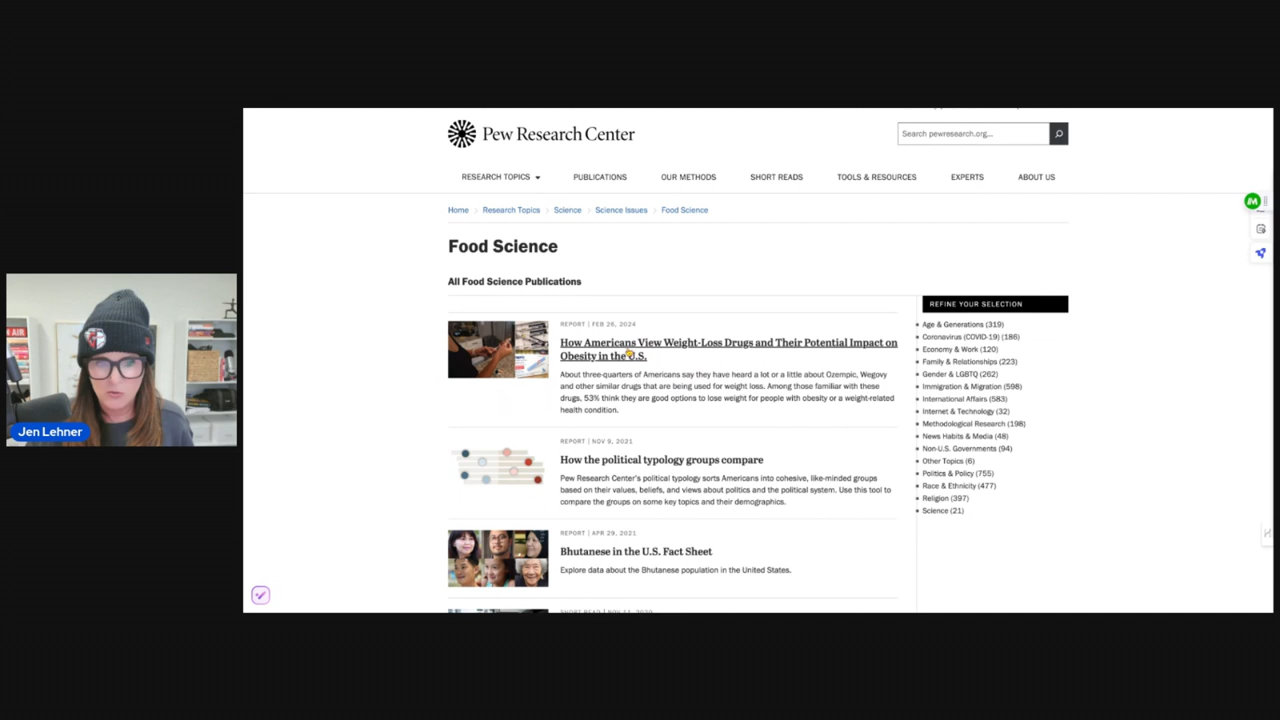 Pew Research Center
Search pewresearch.org...
RESEARCH TOPICS
PUBLICATIONS
OUR METHODS
SHORT READS
TOOLS & RESOURCES
EXPERTS
ABOUT US
Home
Research Topics
Science
Science Issues
Food Science
Food Science
All Food Science Publications
REPORT | FEB 26, 2024
How Americans View Weight-Loss Drugs and Their Potential Impact on
Obesity in the U.S.
About three-quarters of Americans say they have heard a lot or a little about Ozempic, Wegovy
and other similar drugs that are being used for weight loss. Among those familiar with these
drugs, 53% think they are good options to lose weight for people with obesity or a weight-related
health condition.
REPORT | NOV 9, 2021
How the political typology groups compare
Pew Research Center's political typology sorts Americans into cohesive, like-minded groups
based on their values, beliefs, and views about politics and the political system. Use this tool to
compare the groups on some key topics and their demographics.
REPORT | APR 29, 2021
Bhutanese in the U.S. Fact Sheet
Explore data about the Bhutanese population in the United States.
REFINE YOUR SELECTION
Age & Generations (319)
Coronavirus (COVID-19) (186)
Economy & Work (120)
Family & Relationships (223)
Gender & LGBTQ (262)
Immigration & Migration (598)
International Affairs (583)
Internet & Technology (32)
Methodological Research (198)
News Habits & Media (48)
Non-U.S. Governments (94)
Other Topics (6)
Politics & Policy (755)
Race & Ethnicity (477)
Religion (397)
Science (21)
Jen Lehner